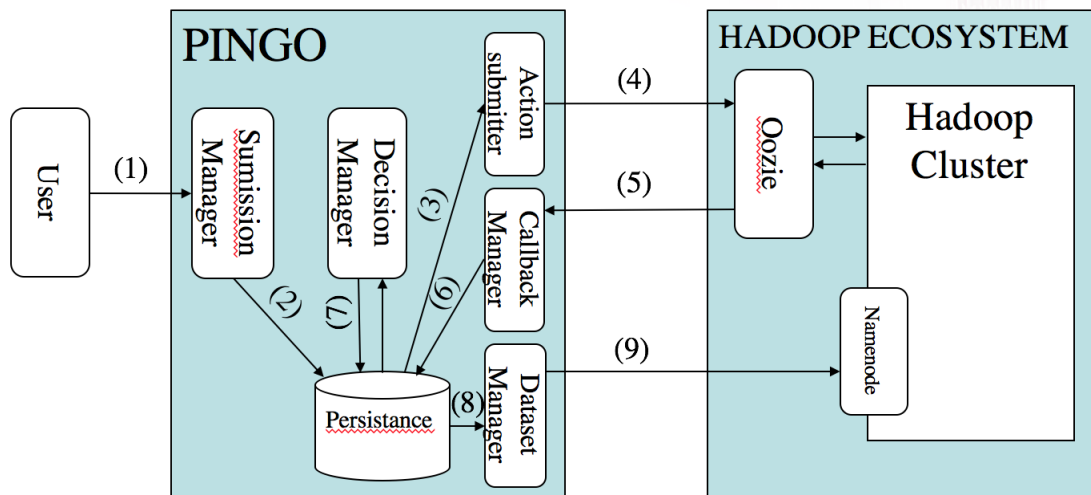 PINGO
HADOOP ECOSYSTEM
User
(1)
Sumission
Manager
(2)
Decision
Manager
(7)
(3)
Action
submitter
(4)
Oozie
Hadoop
Cluster
(5)
Callback
Manager
(6)
Persistance
(8)
Dataset
Manager
(9)
Namenode